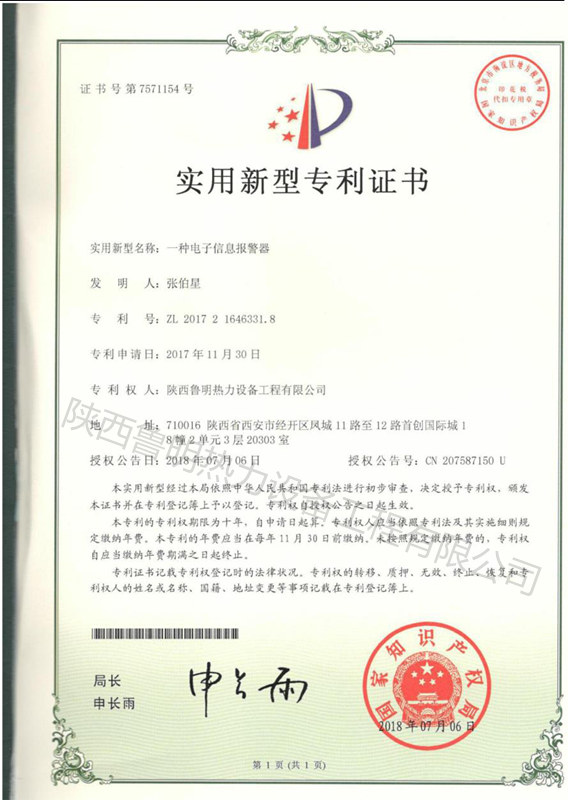 证书号第7571154号
北京市海淀区地方税务局
印花税
代扣专用章
国家知识产权局
实用新型专利证书
实用新型名称：一种电子信息报警器
发明人：张伯星
专利号：ZL 2017 2 1646331.8
专利申请日：2017年11月30日
专利权人：陕西鲁明热力设备工程有限公司
地址：710016 陕西省西安市经开区凤城11路至12路首创国际城1
8幢2单元3层20303室
授权公告日：2018年07月06日 授权公告号：CN 207587150 U
本实用新型经过本局依照中华人民共和国专利法进行初步审查，决定授予专利权，颁发
本证书并在专利登记簿上予以登记。专利权自授权公告之日起生效。
本专利的专利权期限为十年，自申请日起算。专利权人应当依照专利法及其实施细则规
定缴纳年费。本专利的年费应当在每年11月30日前缴纳。未按照规定缴纳年费的，专利权
自应当缴纳年费期满之日起终止。
专利证书记载专利权登记时的法律状况。专利权的转移、质押、无效、终止、恢复和专
利权人的姓名或名称、国籍、地址变更等事项记载在专利登记簿上。
陕西鲁明热力设备工程有限公司
局长
申长雨
申长雨
国家知识产权局
2018年07月06日
第1页(共1页)